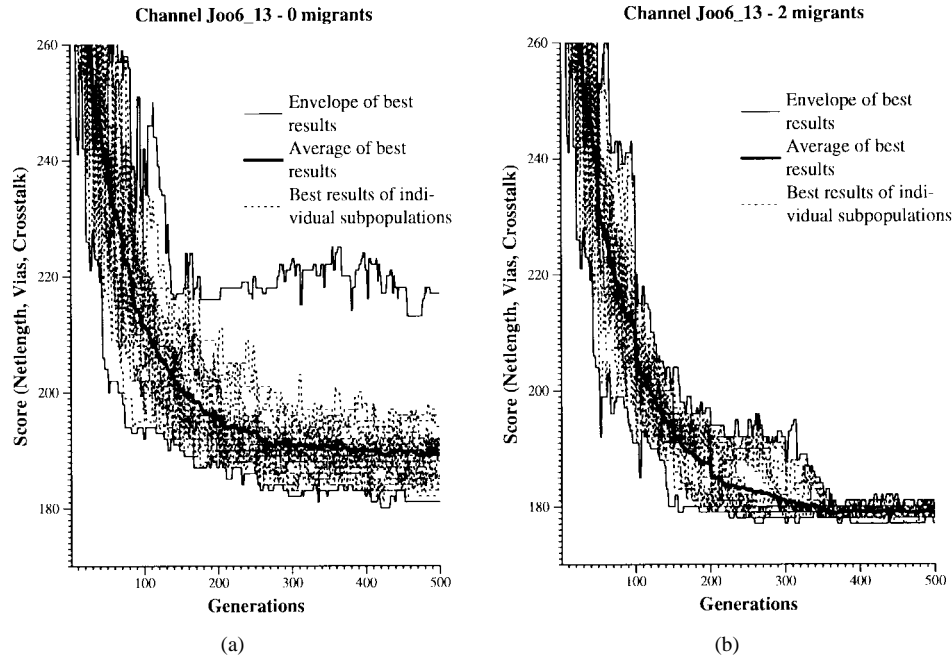 Channel Joo6_13 - 0 migrants
260
240
220
200
180
Score (Netlength, Vias, Crosstalk)
Envelope of best
results
Average of best
results
Best results of indi-
vidual subpopulations
100
200
300
400
500
Generations
(a)
Channel Joo6_13 - 2 migrants
260
240
220
200
180
Score (Netlength, Vias, Crosstalk)
Envelope of best
results
Average of best
results
Best results of indi-
vidual subpopulations
100
200
300
400
500
Generations
(b)